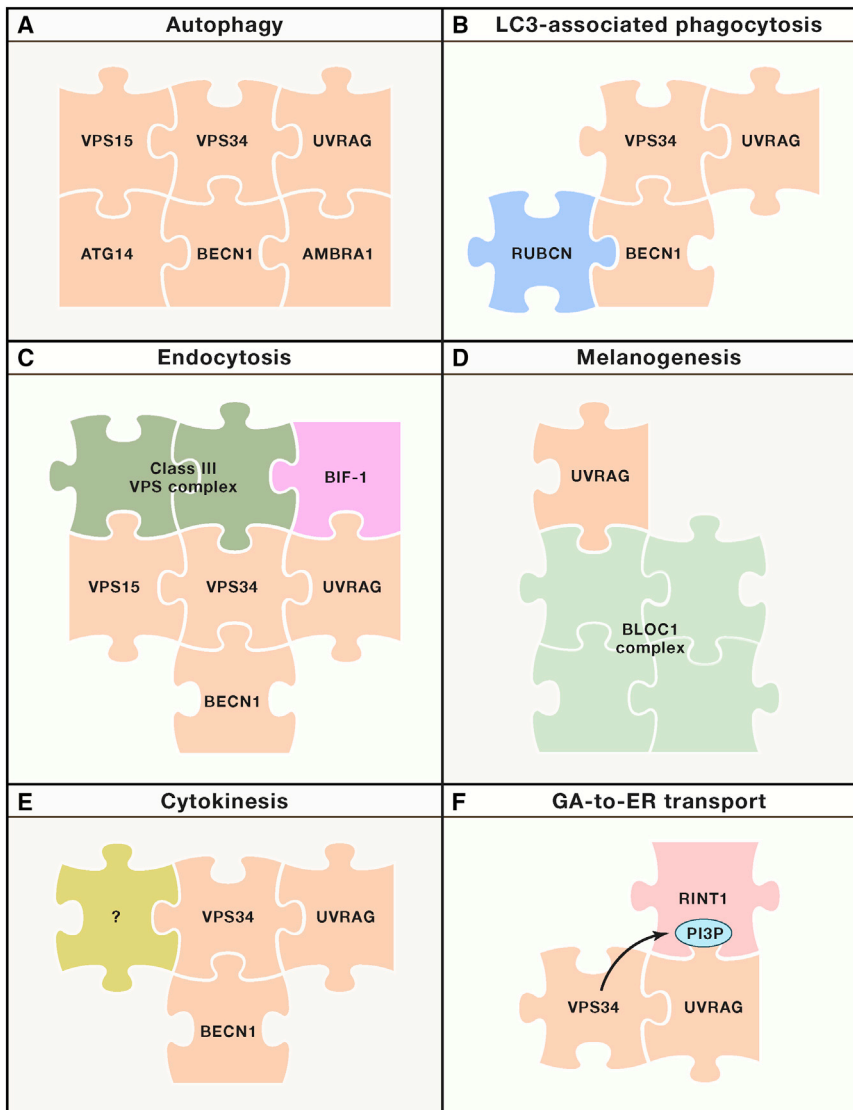 A Autophagy
VPS15 VPS34 UVRAG
ATG14 BECN1 AMBRA1
B LC3-associated phagocytosis
VPS34 UVRAG
RUBCN BECN1
C Endocytosis
Class III
VPS complex
BIF-1
VPS15 VPS34 UVRAG
BECN1
D Melanogenesis
UVRAG
BLOC1
complex
E Cytokinesis
? VPS34 UVRAG
BECN1
F GA-to-ER transport
RINT1
PI3P
VPS34 UVRAG